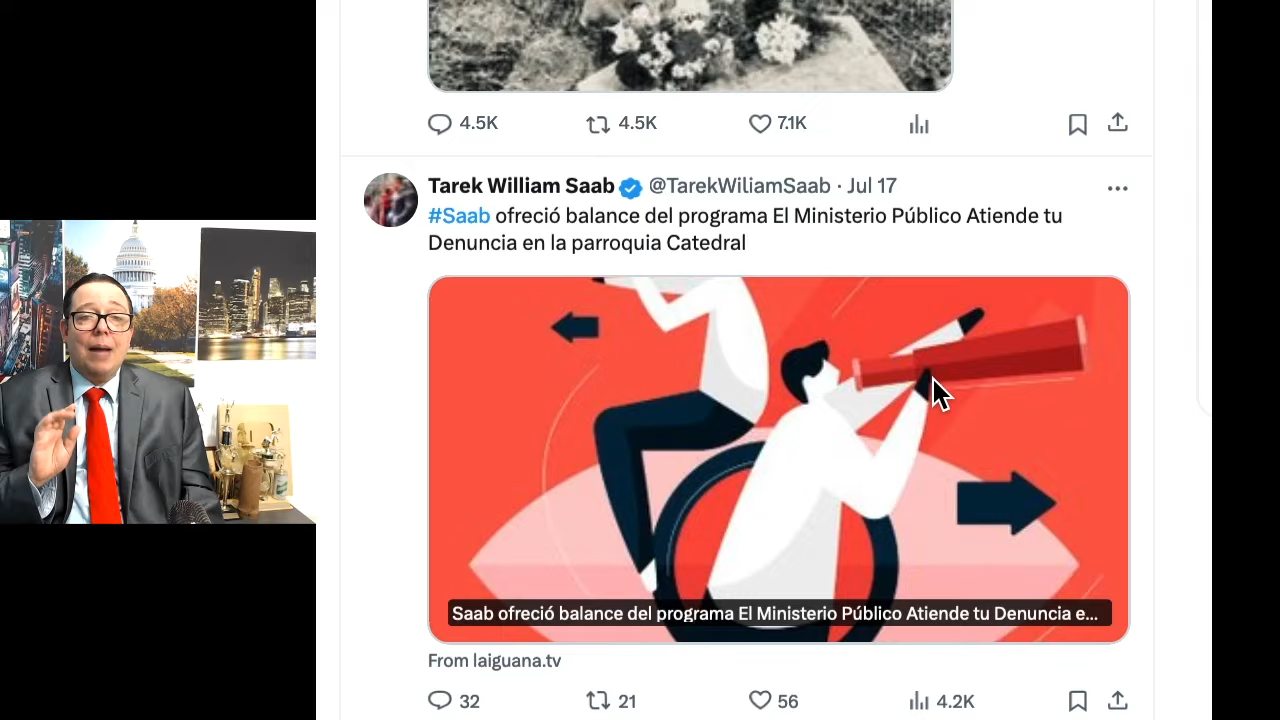 4.5K 4.5K 7.1K
Tarek William Saab @TarekWiliamSaab · Jul 17
#Saab ofreció balance del programa El Ministerio Público Atiende tu
Denuncia en la parroquia Catedral
Saab ofreció balance del programa El Ministerio Público Atiende tu Denuncia e...
From laiguana.tv
32 21 56 4.2K